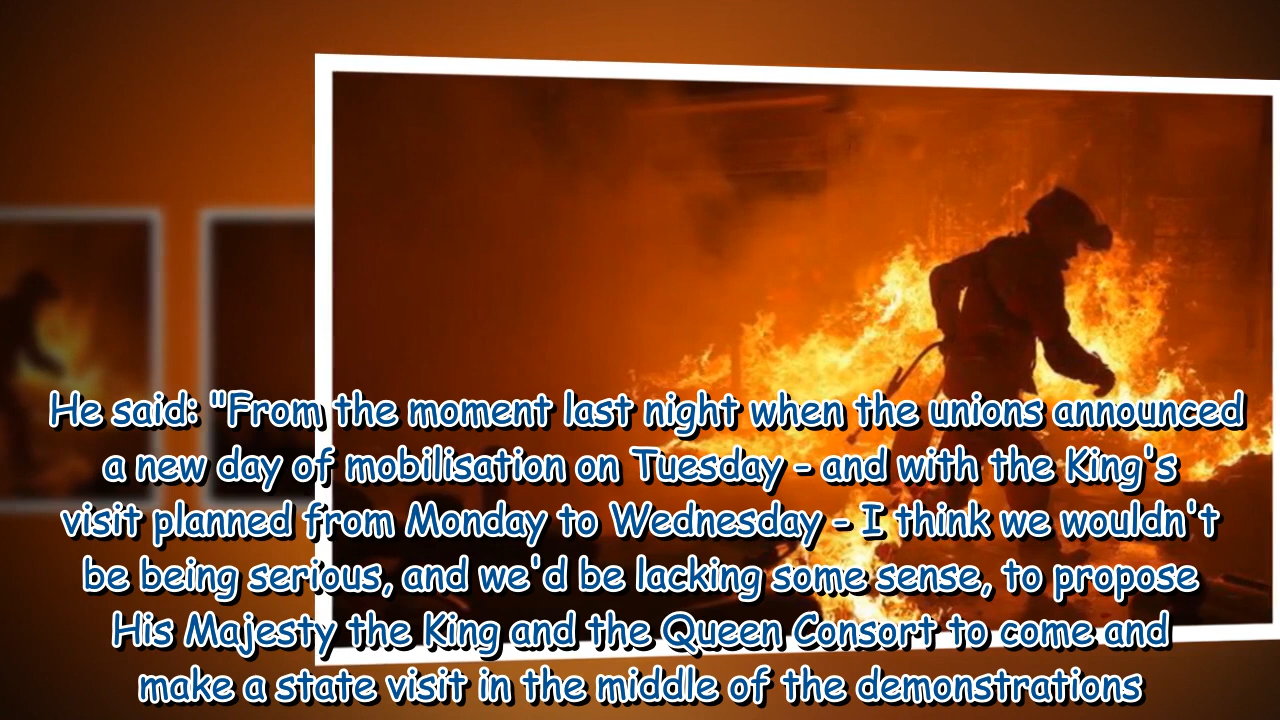 He said: "From the moment last night when the unions announced
a new day of mobilisation on Tuesday - and with the King's
visit planned from Monday to Wednesday - I think we wouldn't
be being serious, and we'd be lacking some sense, to propose
His Majesty the King and the Queen Consort to come and
make a state visit in the middle of the demonstrations